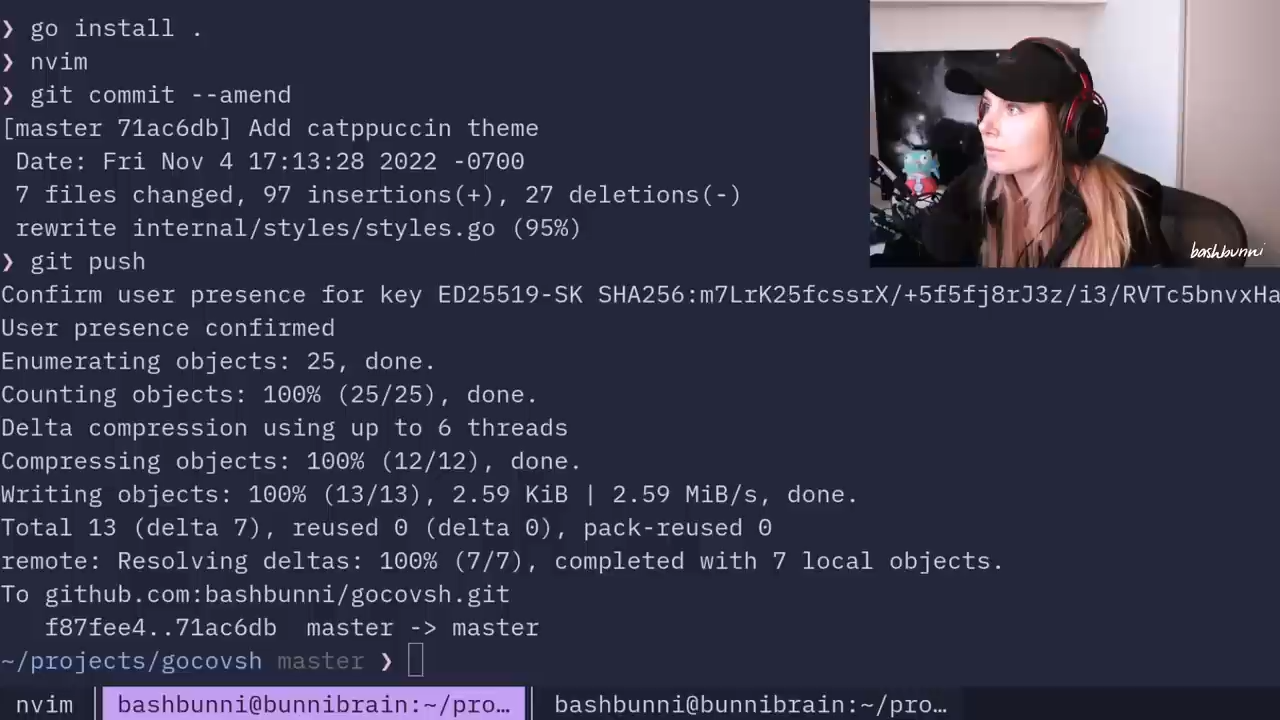 ❯ go install .
❯ nvim
❯ git commit --amend
[master 71ac6db] Add catppuccin theme
 Date: Fri Nov 4 17:13:28 2022 -0700
 7 files changed, 97 insertions(+), 27 deletions(-)
 rewrite internal/styles/styles.go (95%)
❯ git push
Confirm user presence for key ED25519-SK SHA256:m7LrK25fcssrX/+5f5fj8rJ3z/i3/RVTc5bnvxHa
User presence confirmed
Enumerating objects: 25, done.
Counting objects: 100% (25/25), done.
Delta compression using up to 6 threads
Compressing objects: 100% (12/12), done.
Writing objects: 100% (13/13), 2.59 KiB | 2.59 MiB/s, done.
Total 13 (delta 7), reused 0 (delta 0), pack-reused 0
remote: Resolving deltas: 100% (7/7), completed with 7 local objects.
To github.com:bashbunni/gocovsh.git
   f87fee4..71ac6db  master -> master
~/projects/gocovsh master ❯
nvim | bashbunni@bunnibrain:~/pro… | bashbunni@bunnibrain:~/pro…
bashbunni